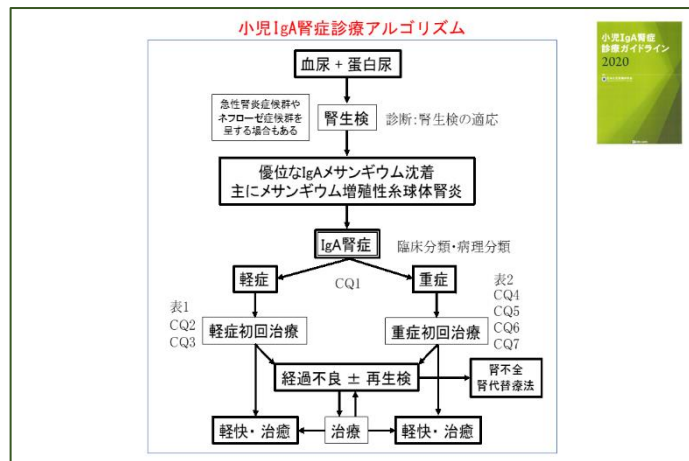 小児IgA腎症診療アルゴリズム
小児IgA腎症
診療ガイドライン
2020
血尿 + 蛋白尿
急性腎炎症候群や
ネフローゼ症候群を
呈する場合もある
腎生検
診断:腎生検の適応
優位なIgAメサンギウム沈着
主にメサンギウム増殖性糸球体腎炎
IgA腎症
臨床分類・病理分類
軽症
CQ1
重症
表1
CQ2
CQ3
軽症初回治療
重症初回治療
表2
CQ4
CQ5
CQ6
CQ7
経過不良 ± 再生検
腎不全
腎代替療法
軽快・治癒
治療
軽快・治癒